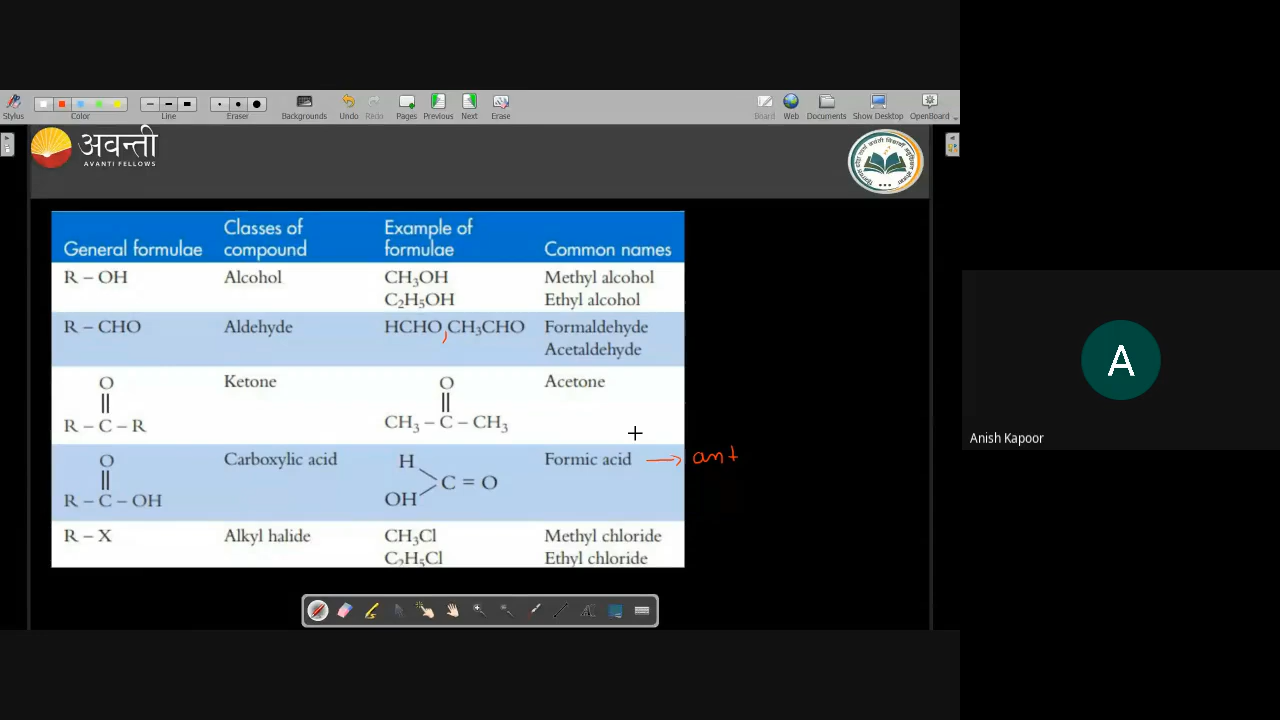 Stylus
Color
Line
Eraser
Backgrounds
Undo
Redo
Pages
Previous
Next
Erase
Board
Web
Documents
Show Desktop
OpenBoard
अवन्ती
AVANTI FELLOWS
General formulae Classes of compound Example of formulae Common names
R – OH Alcohol CH₃OH Methyl alcohol
C₂H₅OH Ethyl alcohol
R – CHO Aldehyde HCHO, CH₃CHO Formaldehyde
Acetaldehyde
O
||
R – C – R Ketone
O
||
CH₃ – C – CH₃ Acetone
O
||
R – C – OH Carboxylic acid
H
C = O
OH
Formic acid → ant
R – X Alkyl halide CH₃Cl Methyl chloride
C₂H₅Cl Ethyl chloride
A
Anish Kapoor